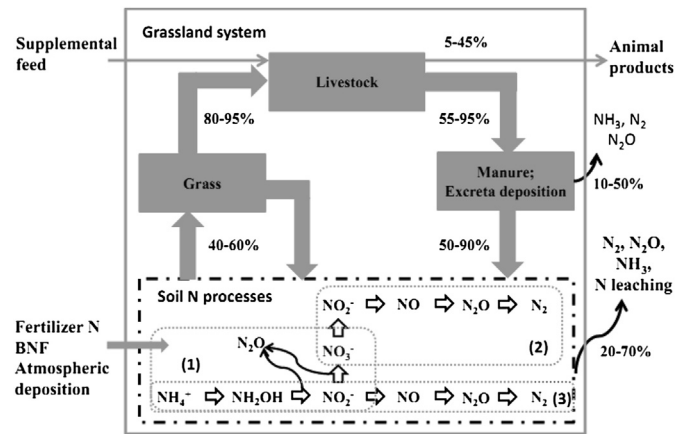 Grassland system
Supplemental
feed
5-45%
Animal
products
Livestock
80-95%
55-95%
NH₃, N₂
N₂O
Grass
Manure;
Excreta deposition
10-50%
40-60%
50-90%
N₂, N₂O,
NH₃,
N leaching
Soil N processes
NO₂⁻ NO N₂O N₂
Fertilizer N
BNF
Atmospheric
deposition
(1)
N₂O
NO₃⁻
(2)
20-70%
NH₄⁺ NH₂OH NO₂⁻ NO N₂O N₂ (3)